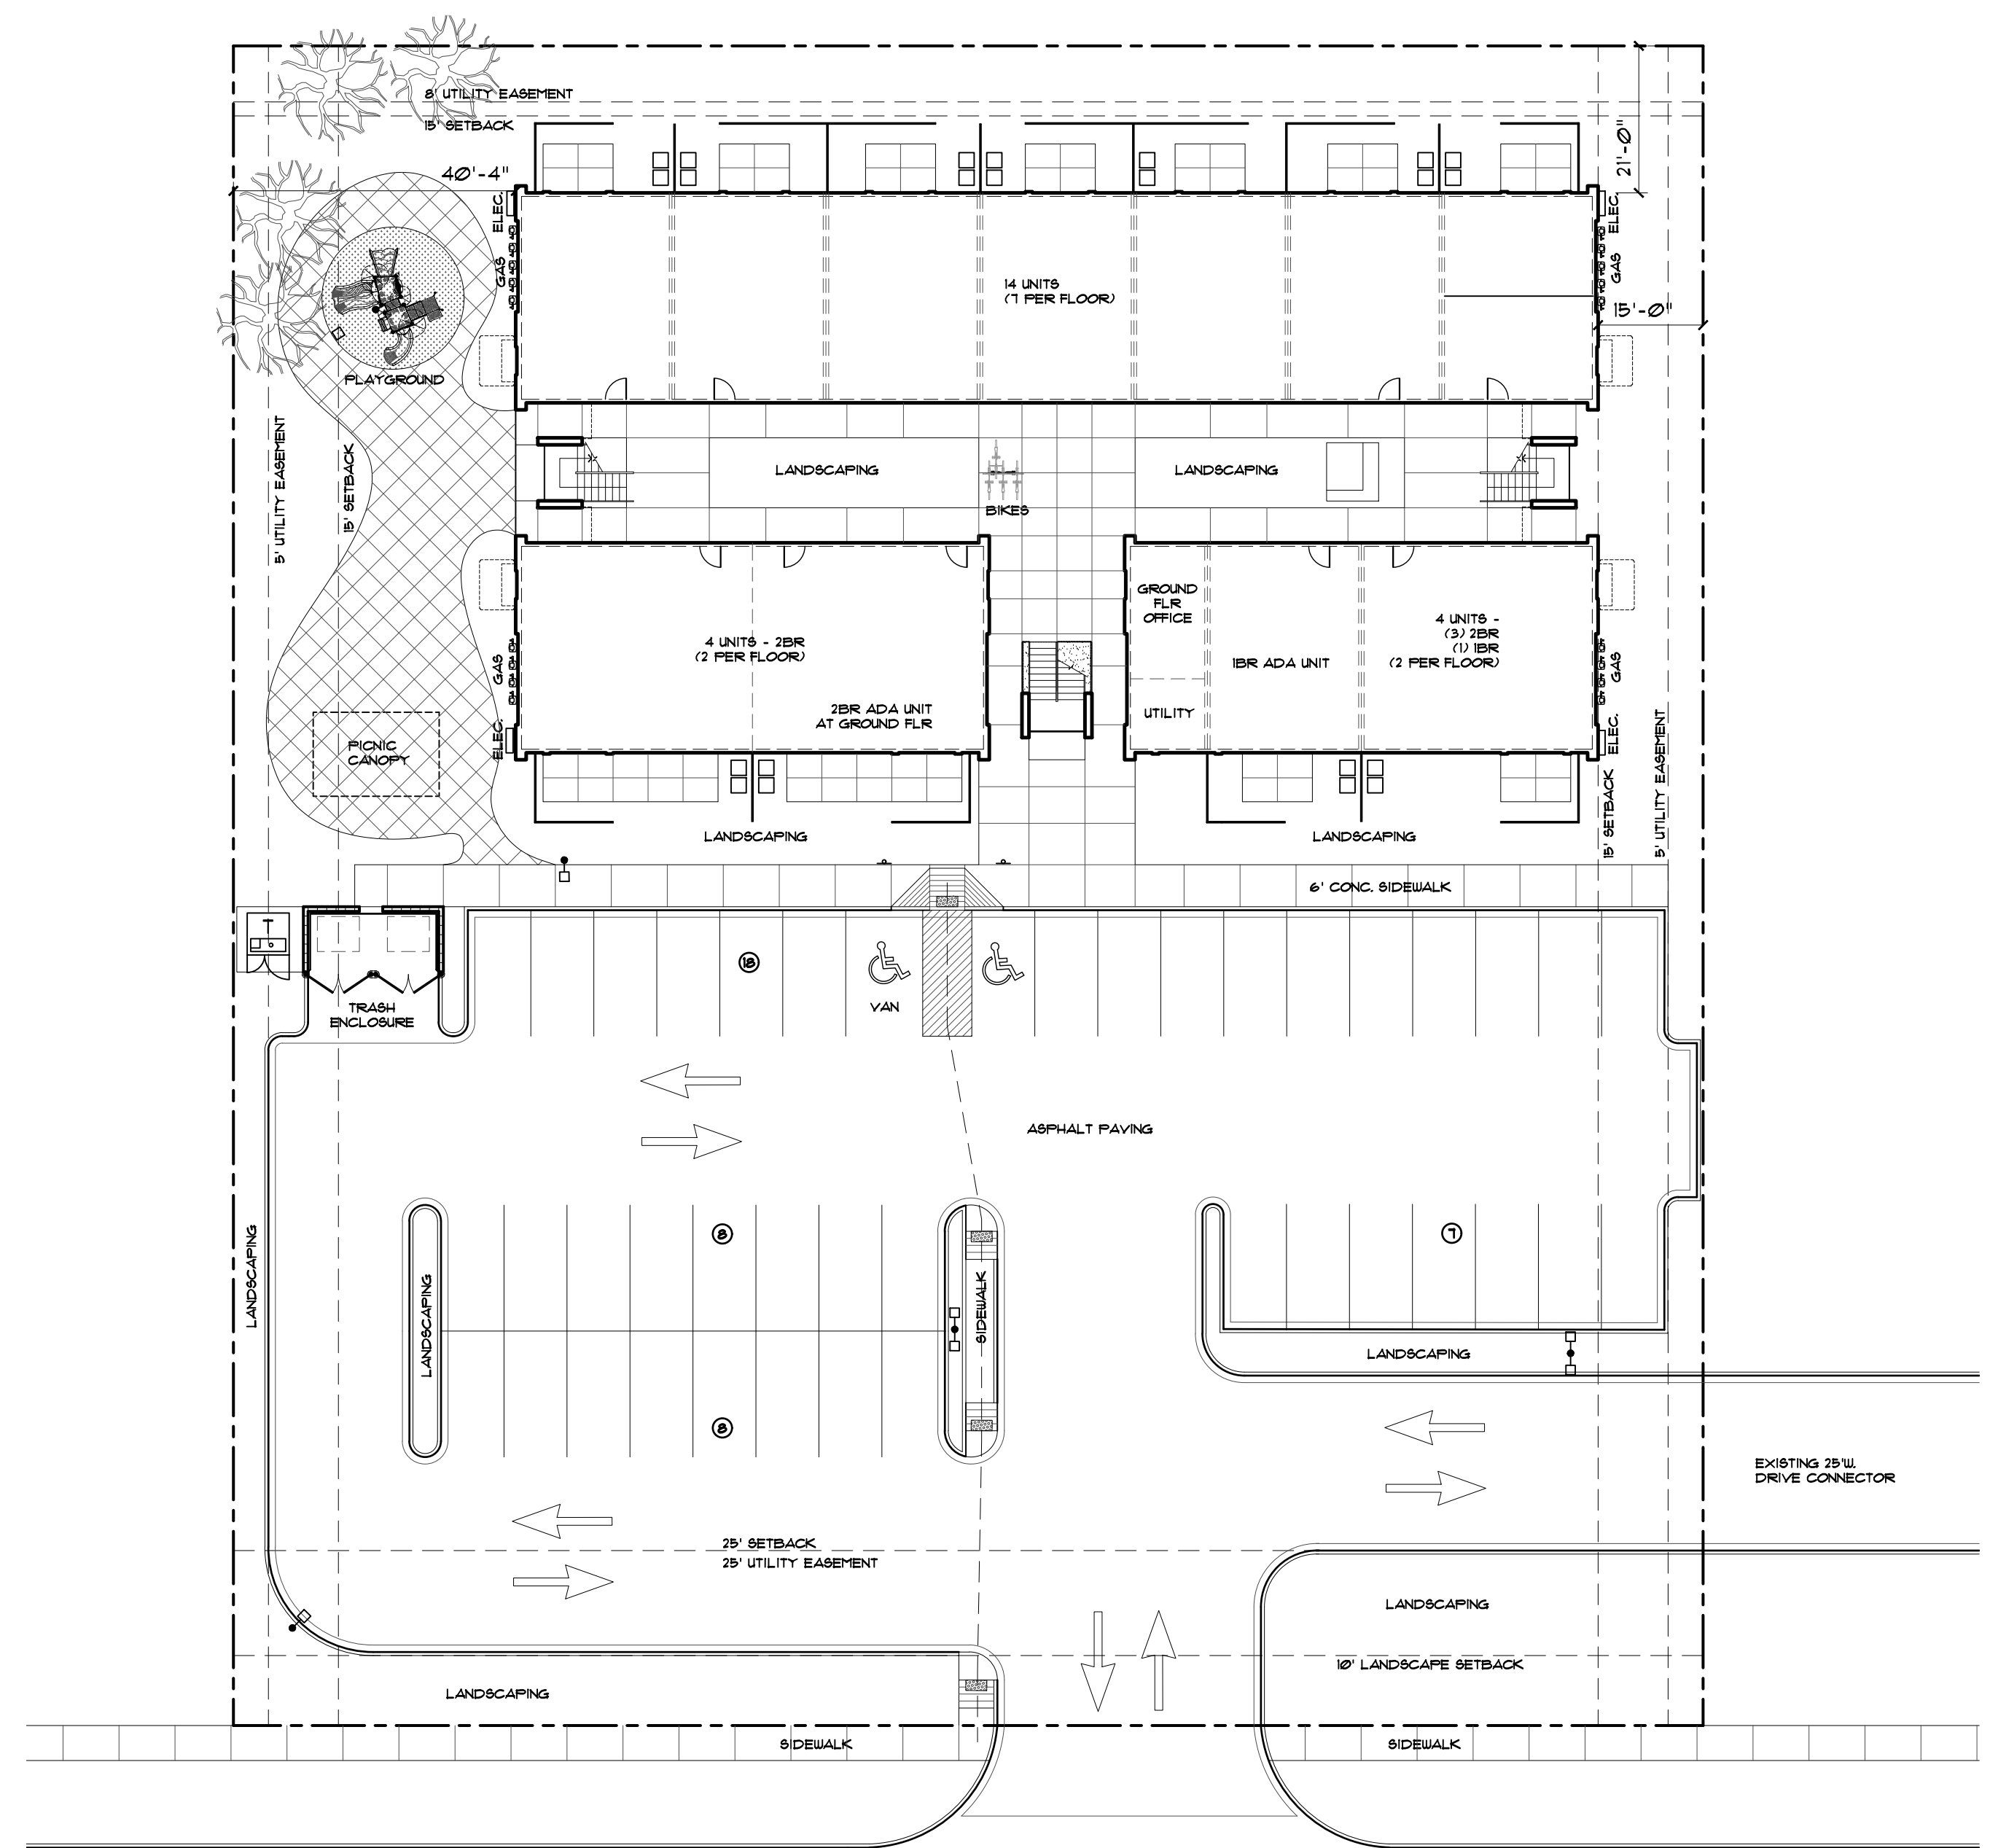 8' UTILITY EASEMENT
15' SETBACK
40'-4"
21'-0"
ELEC.
GAS
14 UNITS
(7 PER FLOOR)
ELEC.
GAS
15'-0"
PLAYGROUND
5' UTILITY EASEMENT
15' SETBACK
LANDSCAPING
BIKES
LANDSCAPING
4 UNITS - 2BR
(2 PER FLOOR)
2BR ADA UNIT
AT GROUND FLR
GAS
ELEC.
PICNIC
CANOPY
GROUND
FLR
OFFICE
UTILITY
1BR ADA UNIT
4 UNITS -
(3) 2BR
(1) 1BR
(2 PER FLOOR)
GAS
ELEC.
15' SETBACK
5' UTILITY EASEMENT
LANDSCAPING
LANDSCAPING
6' CONC. SIDEWALK
TRASH
ENCLOSURE
18
VAN
ASPHALT PAVING
LANDSCAPING
LANDSCAPING
8
8
SIDEWALK
7
LANDSCAPING
EXISTING 25'W.
DRIVE CONNECTOR
25' SETBACK
25' UTILITY EASEMENT
LANDSCAPING
10' LANDSCAPE SETBACK
LANDSCAPING
SIDEWALK
SIDEWALK